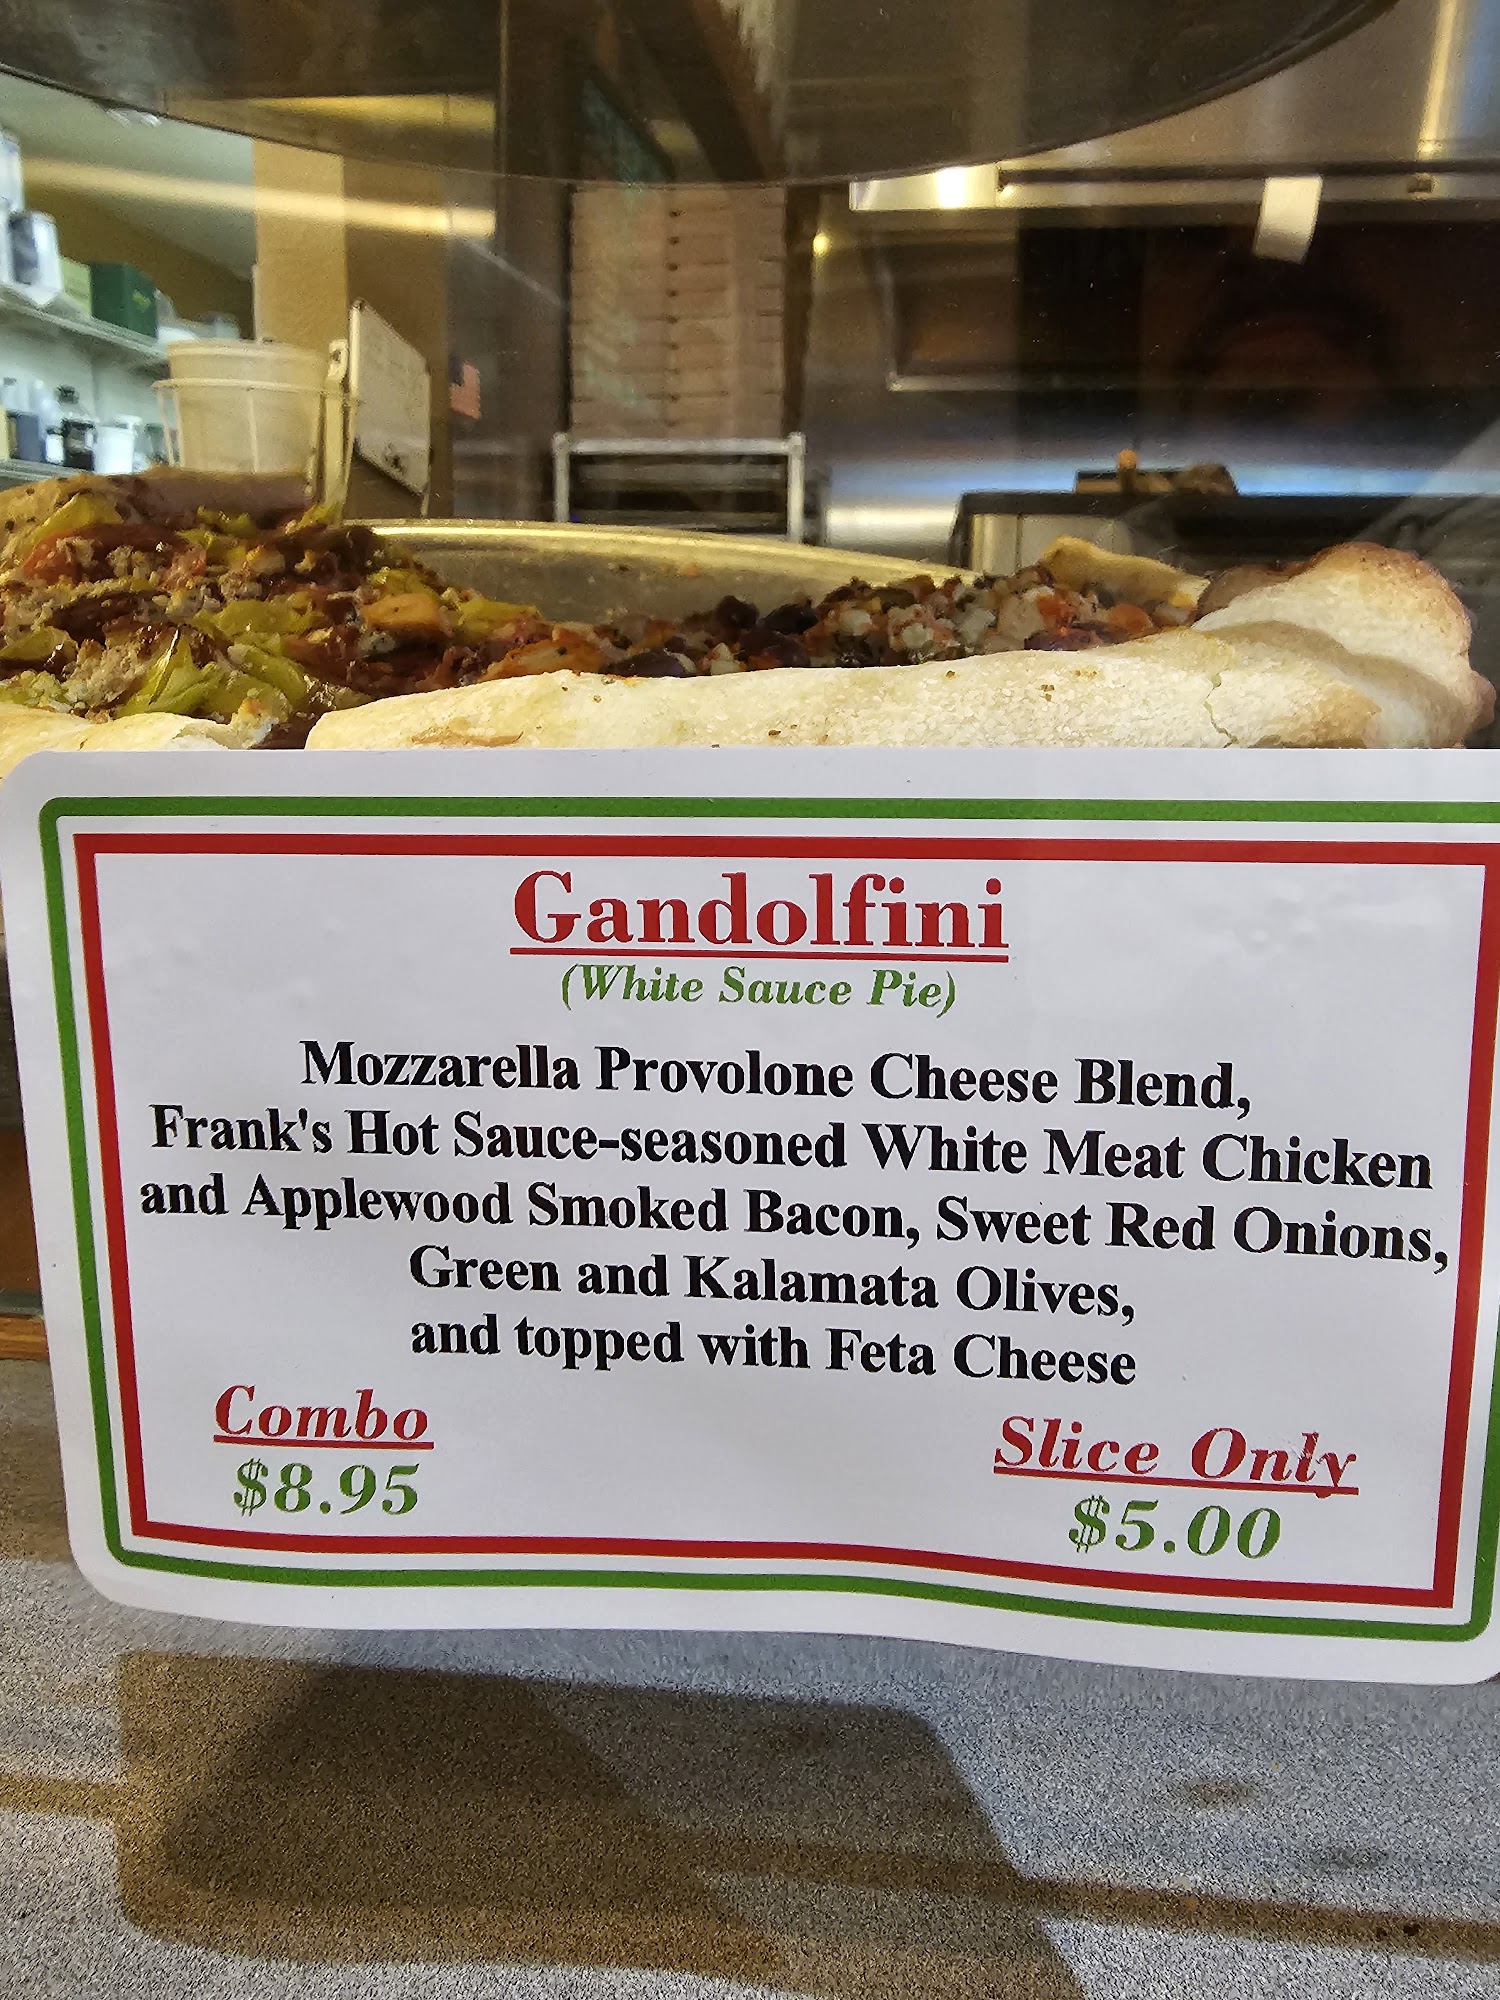 Gandolfini
(White Sauce Pie)
Mozzarella Provolone Cheese Blend,
Frank's Hot Sauce-seasoned White Meat Chicken
and Applewood Smoked Bacon, Sweet Red Onions,
Green and Kalamata Olives,
and topped with Feta Cheese
Combo
$8.95
Slice Only
$5.00